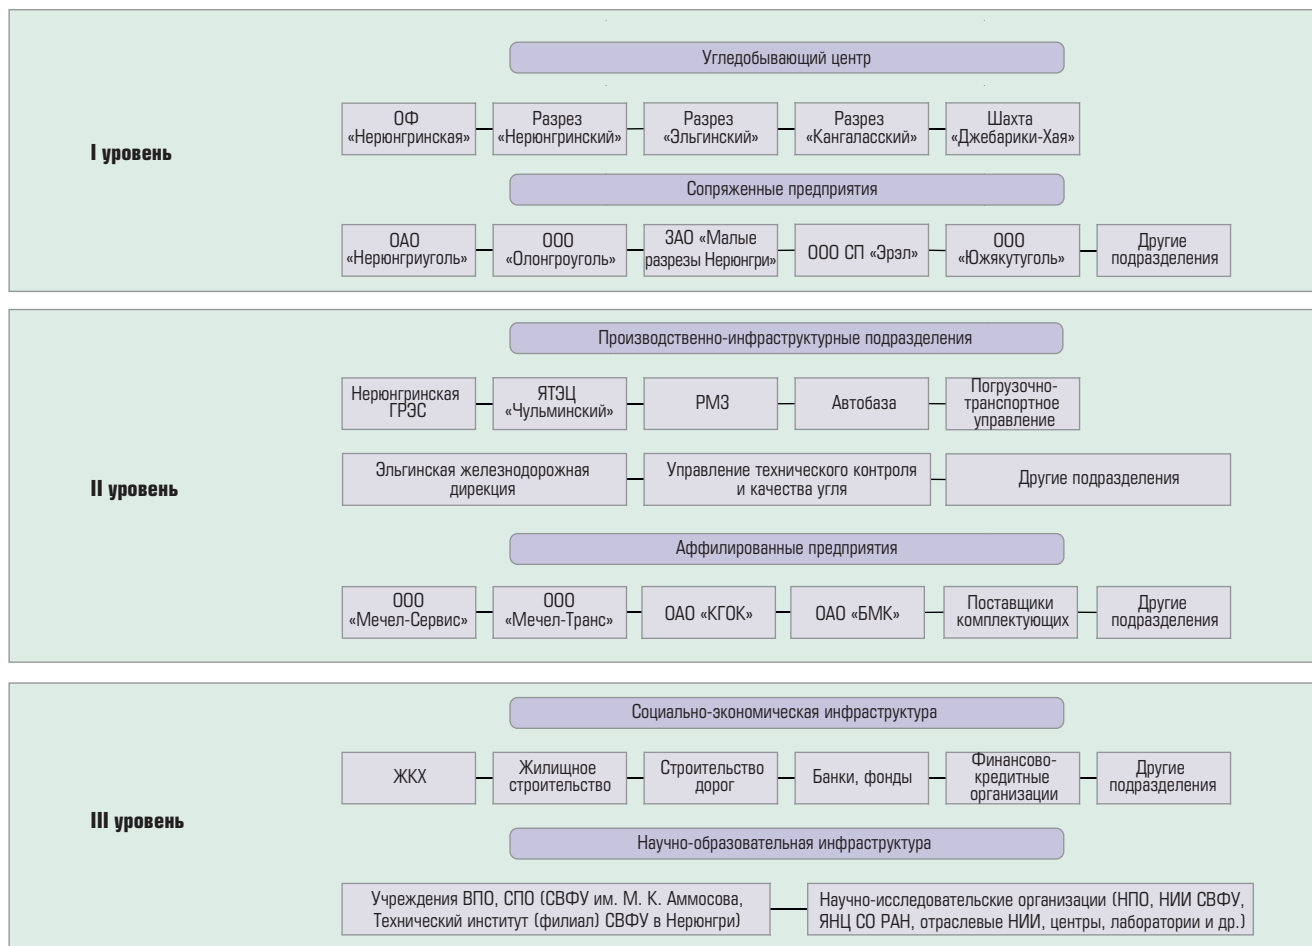 Угледобывающий центр
ОФ
«Нерюнгринская»
Разрез
«Нерюнгринский»
Разрез
«Эльгинский»
Разрез
«Кангаласский»
Шахта
«Джебарики-Хая»
I уровень
Сопряженные предприятия
ОАО
«Нерюнгриуголь»
ООО
«Олонгроуголь»
ЗАО «Малые
разрезы Нерюнгри»
ООО СП «Эрэл»
ООО
«Южякутуголь»
Другие
подразделения
Производственно-инфраструктурные подразделения
Нерюнгринская
ГРЭС
ЯТЭЦ
«Чульминский»
РМЗ
Автобаза
Погрузочно-
транспортное
управление
II уровень
Эльгинская железнодорожная
дирекция
Управление технического контроля
и качества угля
Другие подразделения
Аффилированные предприятия
ООО
«Мечел-Сервис»
ООО
«Мечел-Транс»
ОАО «КГОК»
ОАО «БМК»
Поставщики
комплектующих
Другие
подразделения
Социально-экономическая инфраструктура
ЖКХ
Жилищное
строительство
Строительство
дорог
Банки, фонды
Финансово-
кредитные
организации
Другие
подразделения
III уровень
Научно-образовательная инфраструктура
Учреждения ВПО, СПО (СВФУ им. М. К. Аммосова,
Технический институт (филиал) СВФУ в Нерюнгри)
Научно-исследовательские организации (НПО, НИИ СВФУ,
ЯНЦ СО РАН, отраслевые НИИ, центры, лаборатории и др.)